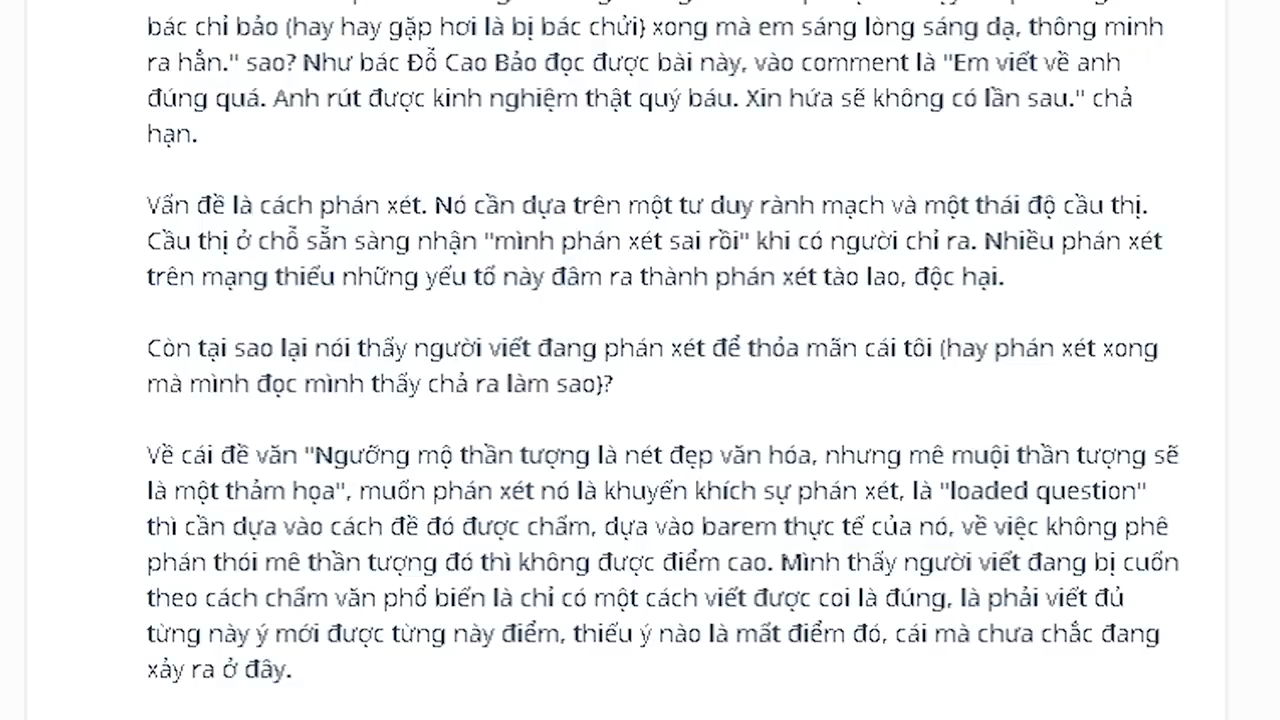 bác chỉ bảo (hay hay gặp hơi là bị bác chửi) xong mà em sáng lòng sáng dạ, thông minh
ra hẳn." sao? Như bác Đỗ Cao Bảo đọc được bài này, vào comment là "Em viết về anh
đúng quá. Anh rút được kinh nghiệm thật quý báu. Xin hứa sẽ không có lần sau." chả
hạn.
Vấn đề là cách phán xét. Nó cần dựa trên một tư duy rành mạch và một thái độ cầu thị.
Cầu thị ở chỗ sẵn sàng nhận "mình phán xét sai rồi" khi có người chỉ ra. Nhiều phán xét
trên mạng thiếu những yếu tố này đâm ra thành phán xét tào lao, độc hại.
Còn tại sao lại nói thấy người viết đang phán xét để thỏa mãn cái tôi (hay phán xét xong
mà mình đọc mình thấy chả ra làm sao)?
Về cái đề văn "Ngưỡng mộ thần tượng là nét đẹp văn hóa, nhưng mê muội thần tượng sẽ
là một thảm họa", muốn phán xét nó là khuyến khích sự phán xét, là "loaded question"
thì cần dựa vào cách đề đó được chấm, dựa vào barem thực tế của nó, về việc không phê
phán thói mê thần tượng đó thì không được điểm cao. Mình thấy người viết đang bị cuốn
theo cách chấm văn phổ biến là chỉ có một cách viết được coi là đúng, là phải viết đủ
từng này ý mới được từng này điểm, thiếu ý nào là mất điểm đó, cái mà chưa chắc đang
xảy ra ở đây.